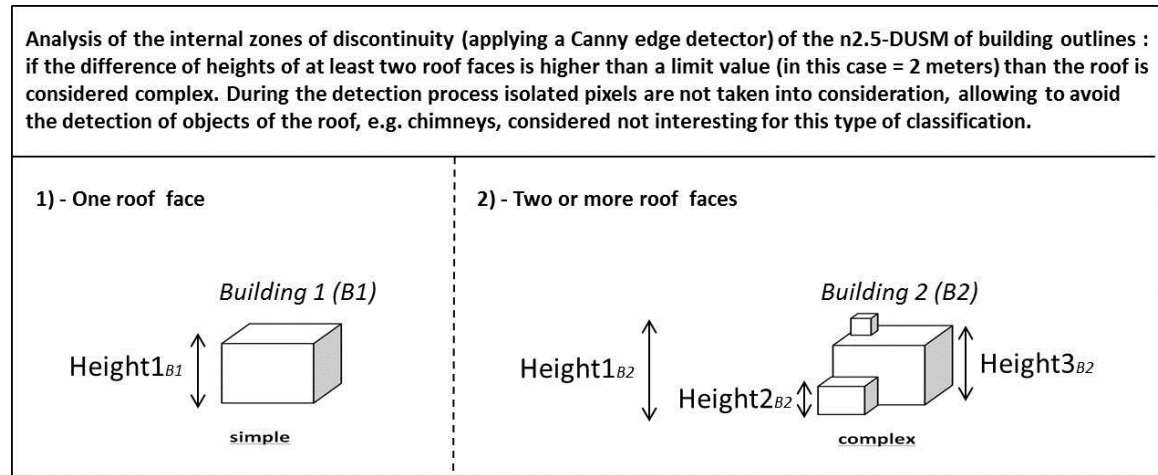 Analysis of the internal zones of discontinuity (applying a Canny edge detector) of the n2.5-DUSM of building outlines :
if the difference of heights of at least two roof faces is higher than a limit value (in this case = 2 meters) than the roof is
considered complex. During the detection process isolated pixels are not taken into consideration, allowing to avoid
the detection of objects of the roof, e.g. chimneys, considered not interesting for this type of classification.
1) - One roof face
Building 1 (B1)
Height1B1
simple
2) - Two or more roof faces
Building 2 (B2)
Height1B2
Height2B2
Height3B2
complex